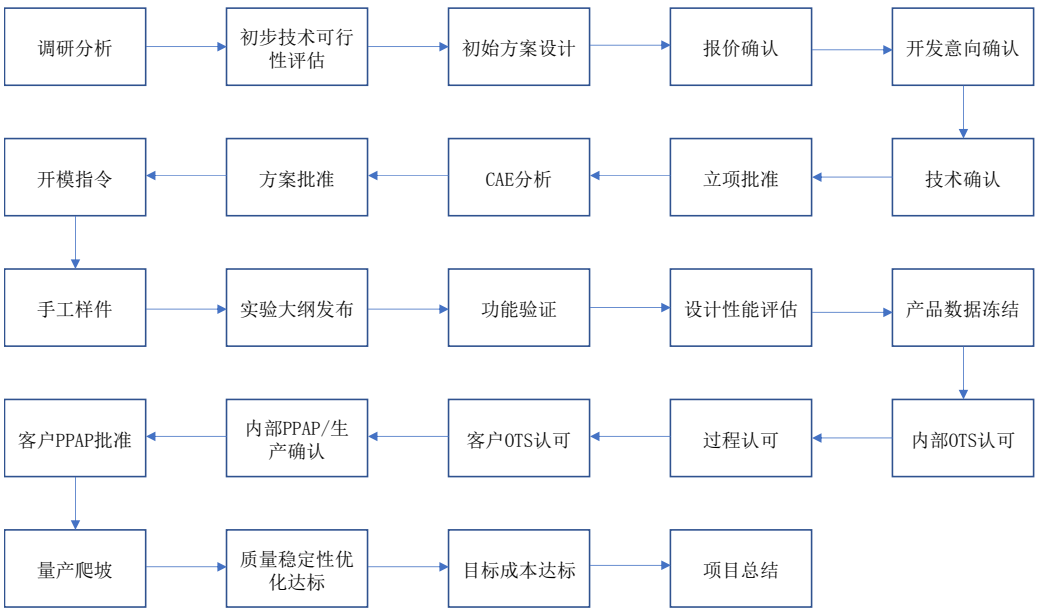 调研分析
初步技术可行
性评估
初始方案设计
报价确认
开发意向确认
开模指令
方案批准
CAE分析
立项批准
技术确认
手工样件
实验大纲发布
功能验证
设计性能评估
产品数据冻结
客户PPAP批准
内部PPAP/生
产确认
客户OTS认可
过程认可
内部OTS认可
量产爬坡
质量稳定性优
化达标
目标成本达标
项目总结